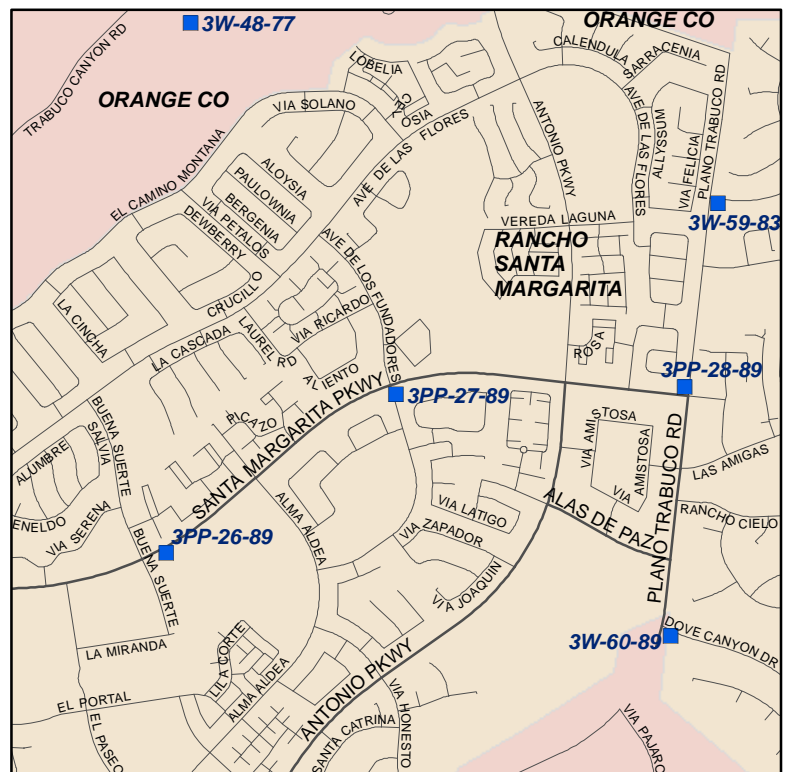 3W-48-77
ORANGE CO
TRABUCO CANYON RD
ORANGE CO
LOBELIA
CELOSIA
CALENDULA
SARRACENIA
VIA SOLANO
AVE DE LAS FLORES
ANTONIO PKWY
AVE DE LAS FLORES
ALLYSSUM
VIA FELICIA
PLANO TRABUCO RD
EL CAMINO MONTANA
ALOYSIA
PAULOWNIA
BERGENIA
VIA PETALOS
DEWBERRY
VEREDA LAGUNA
3W-59-83
RANCHO
SANTA
MARGARITA
AVE DE LOS FUNDADORES
CRUCILLO
LA CINCHA
LA CASCADA
LAUREL RD
VIA RICARDO
ALIENTO
ROSA
3PP-28-89
3PP-27-89
PICAZO
SANTA MARGARITA PKWY
BUENA SUERTE
SALVIA
ALUMBRE
ENELDO
VIA SERENA
3PP-26-89
BUENA SUERTE
ALMA ALDEA
VIA AMISTOSA
VIA AMISTOSA
PLANO TRABUCO RD
LAS AMIGAS
VIA LATIGO
ALAS DE PAZ
RANCHO CIELO
VIA ZAPADOR
VIA JOAQUIN
3W-60-89
DOVE CANYON DR
LA MIRANDA
LILA CORTE
ALMA ALDEA
ANTONIO PKWY
EL PORTAL
EL PASEO
SANTA CATRINA
VIA HONESTO
VIA PAJARO